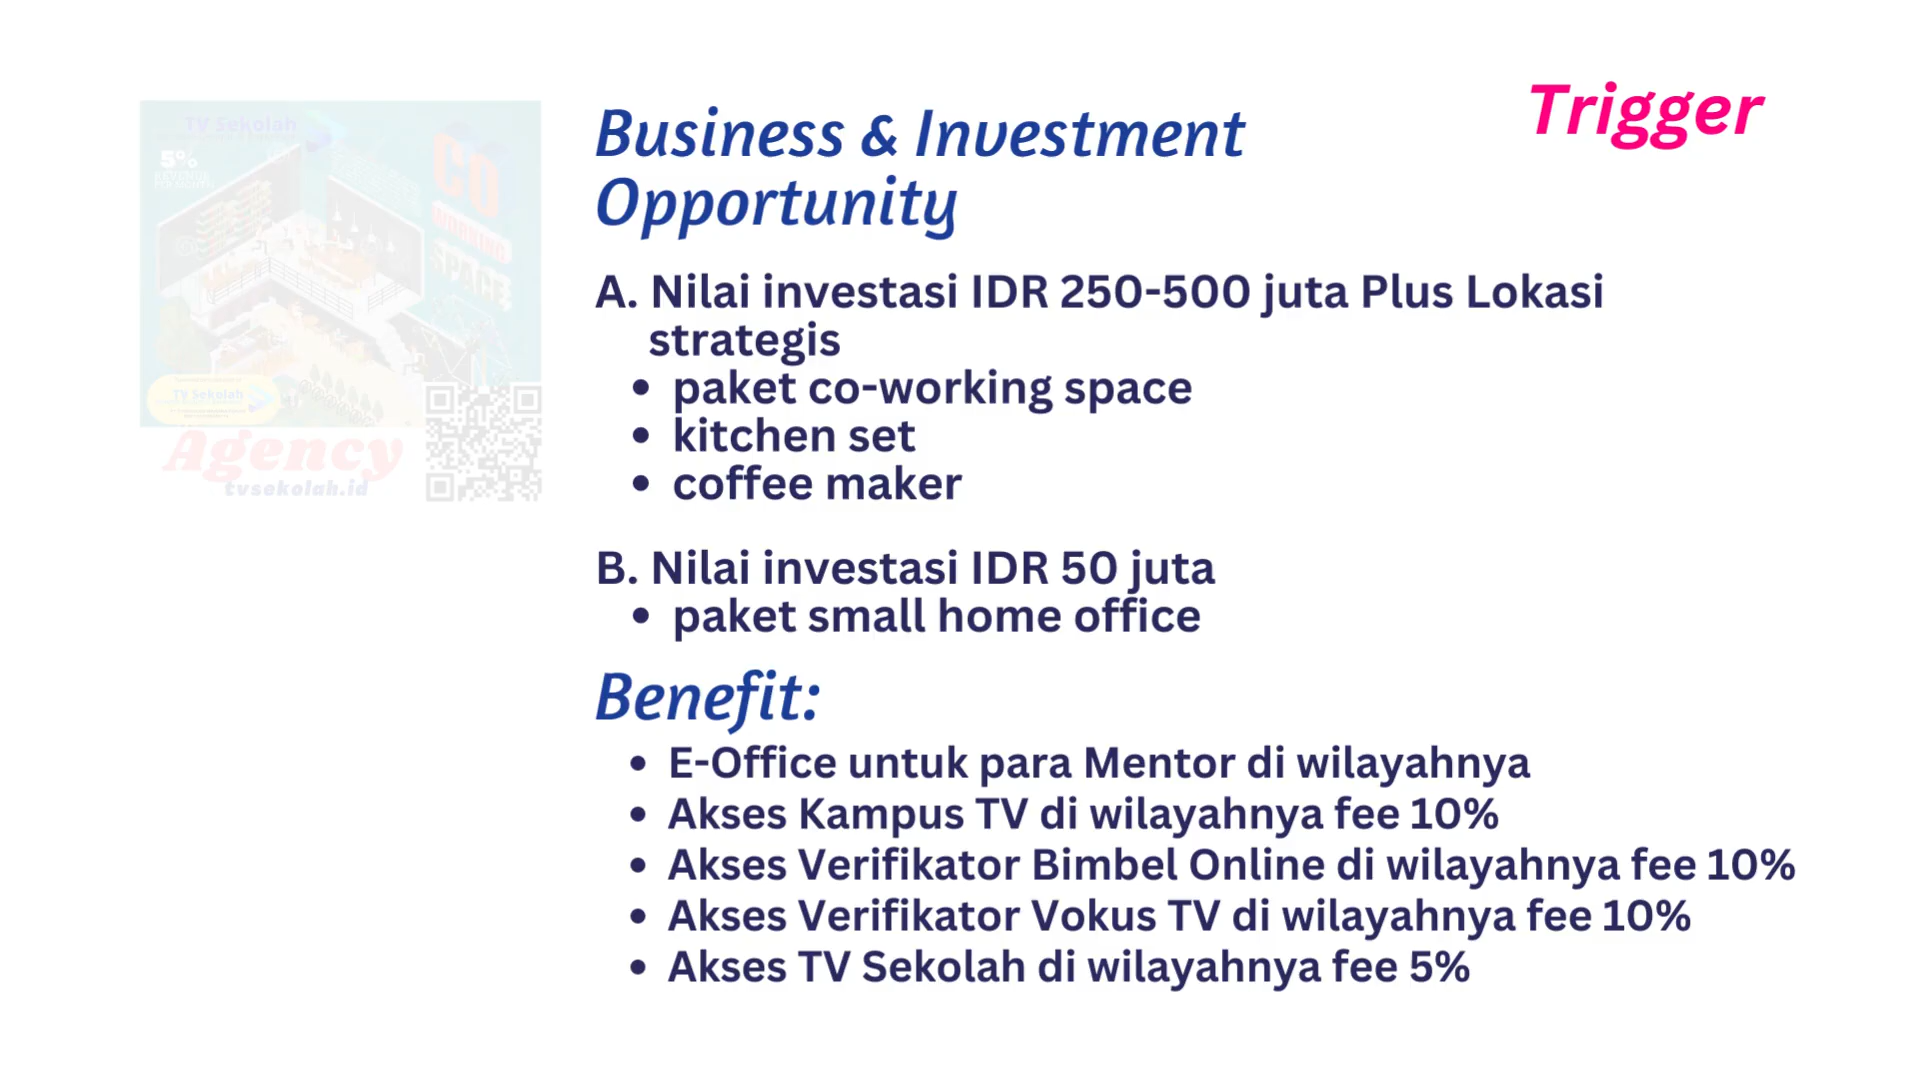 Trigger
TV Sekolah
5%
REVENUE
CO
WORKING
SPACE
TV Sekolah
Agency
tvsekolah.id
Business & Investment
Opportunity
A. Nilai investasi IDR 250-500 juta Plus Lokasi
strategis
• paket co-working space
• kitchen set
• coffee maker
B. Nilai investasi IDR 50 juta
• paket small home office
Benefit:
• E-Office untuk para Mentor di wilayahnya
• Akses Kampus TV di wilayahnya fee 10%
• Akses Verifikator Bimbel Online di wilayahnya fee 10%
• Akses Verifikator Vokus TV di wilayahnya fee 10%
• Akses TV Sekolah di wilayahnya fee 5%